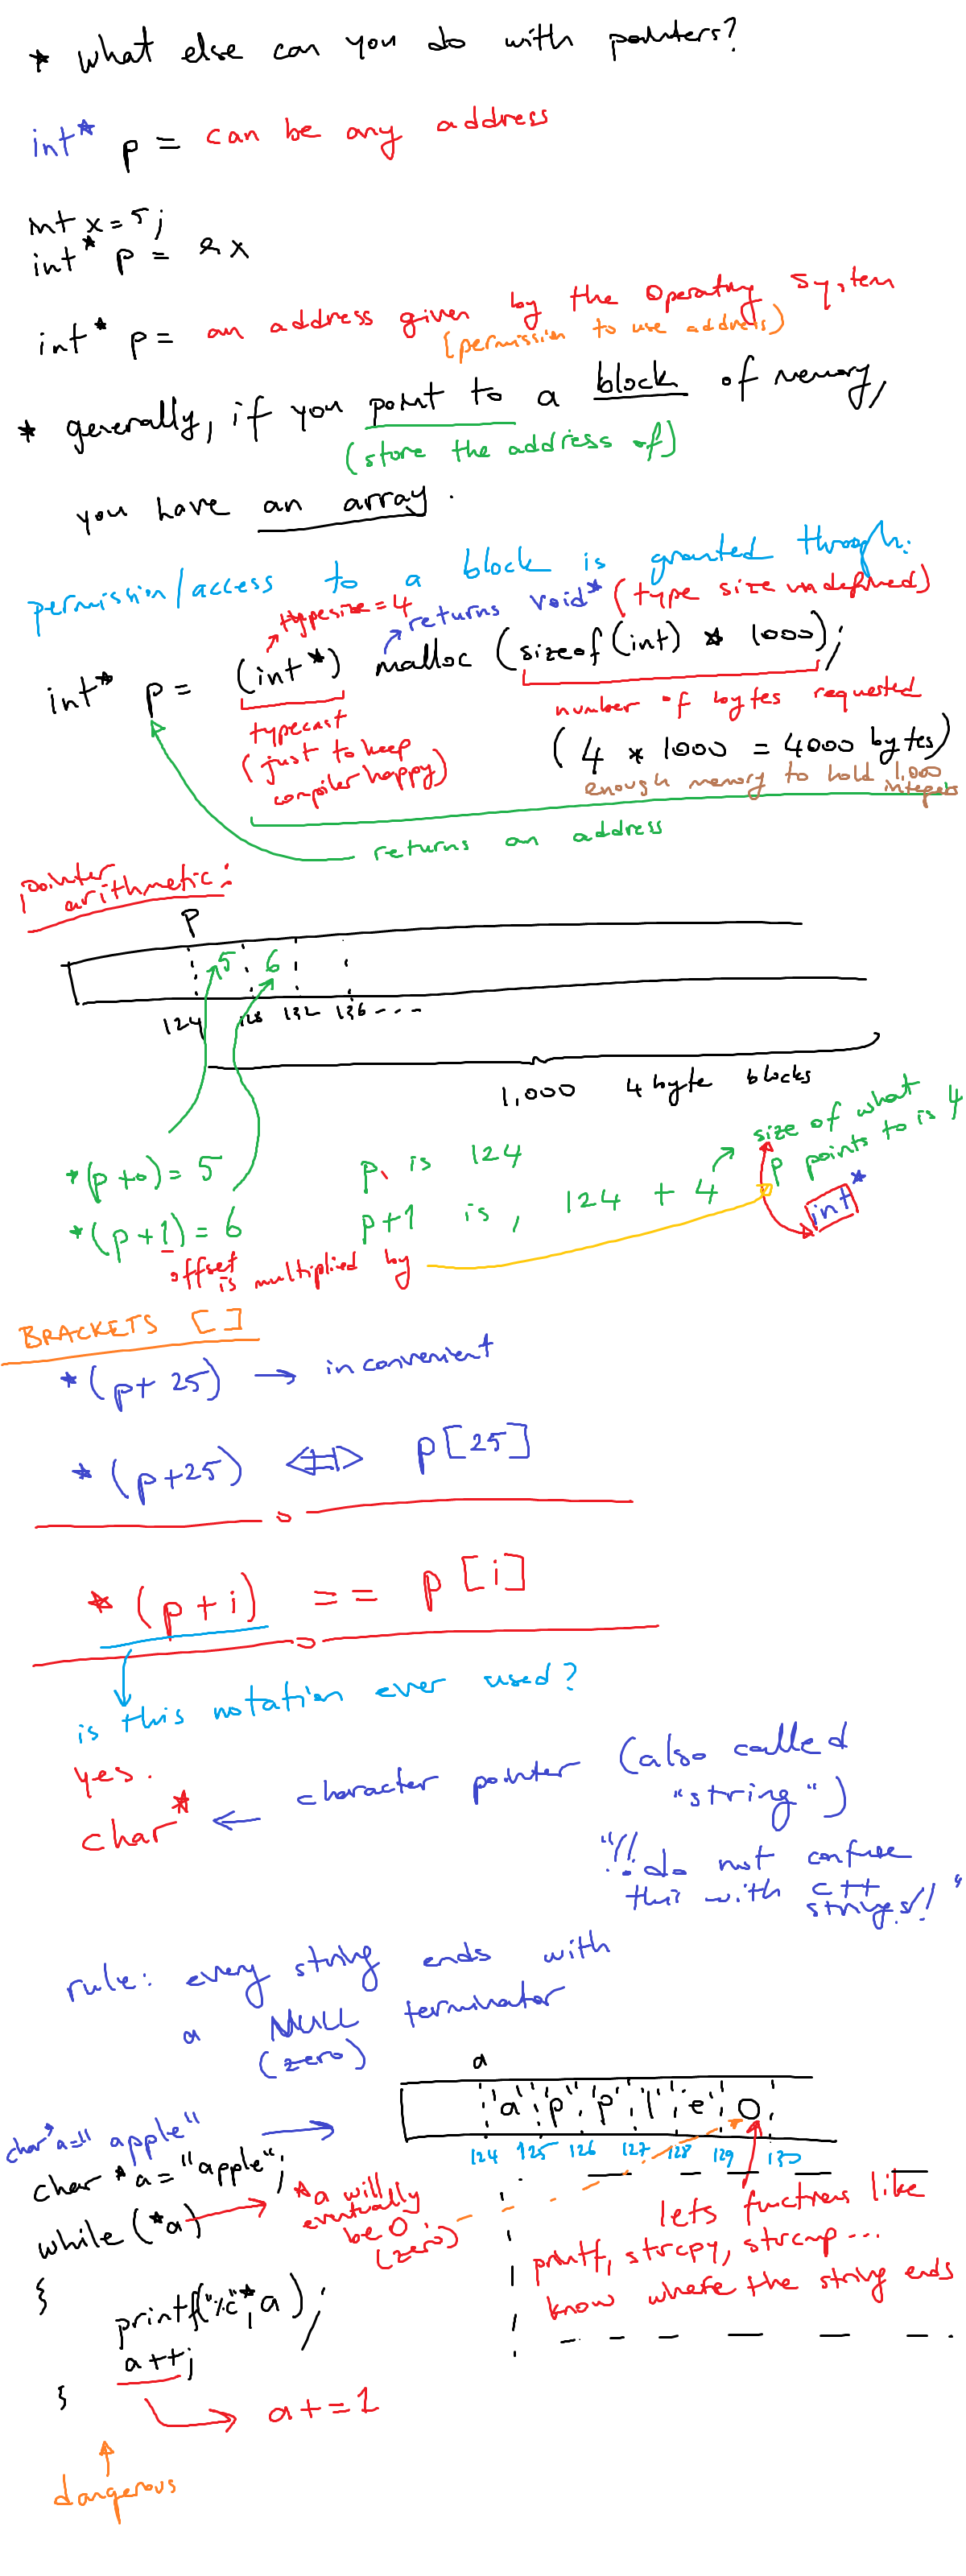 * what else can you do with pointers?
int* p = can be any address
int x = 5;
int* p = &x
int* p = an address given by the Operating System
(permission to use address)
* generally, if you point to a block of memory,
(store the address of)
you have an array.
permission/access to a block is granted through:
typesize = 4 returns void* (type size undefined)
int* p = (int*) malloc (sizeof(int) * 1000);
typecast
(just to keep
compiler happy)
number of bytes requested
(4 * 1000 = 4000 bytes)
enough memory to hold 1,000
integers
returns an address
pointer
arithmetic:
p
5 6
124 128 132 136 ...
1,000 4 byte blocks
*(p+0) = 5
*(p+1) = 6
offset
is multiplied by
p is 124
p+1 is, 124 + 4
size of what
p points to is 4
int*
BRACKETS []
*(p+ 25) → inconvenient
*(p+25) <=> p[25]
*(p+i) == p[i]
is this notation ever used?
yes.
char* ← character pointer (also called
"string")
"!! do not confuse
this with c++
strings!!"
rule: every string ends with
a NULL terminator
(zero)
char*a="apple" →
a
'a' 'p' 'p' 'l' 'e' 0
124 125 126 127 128 129 130
char *a="apple";
while (*a)
*a will
eventually
be 0.
(zero)
{
printf("%c",*a);
a++;
}
a+=1
dangerous
lets functions like
printf, strcpy, strcmp...
know where the string ends